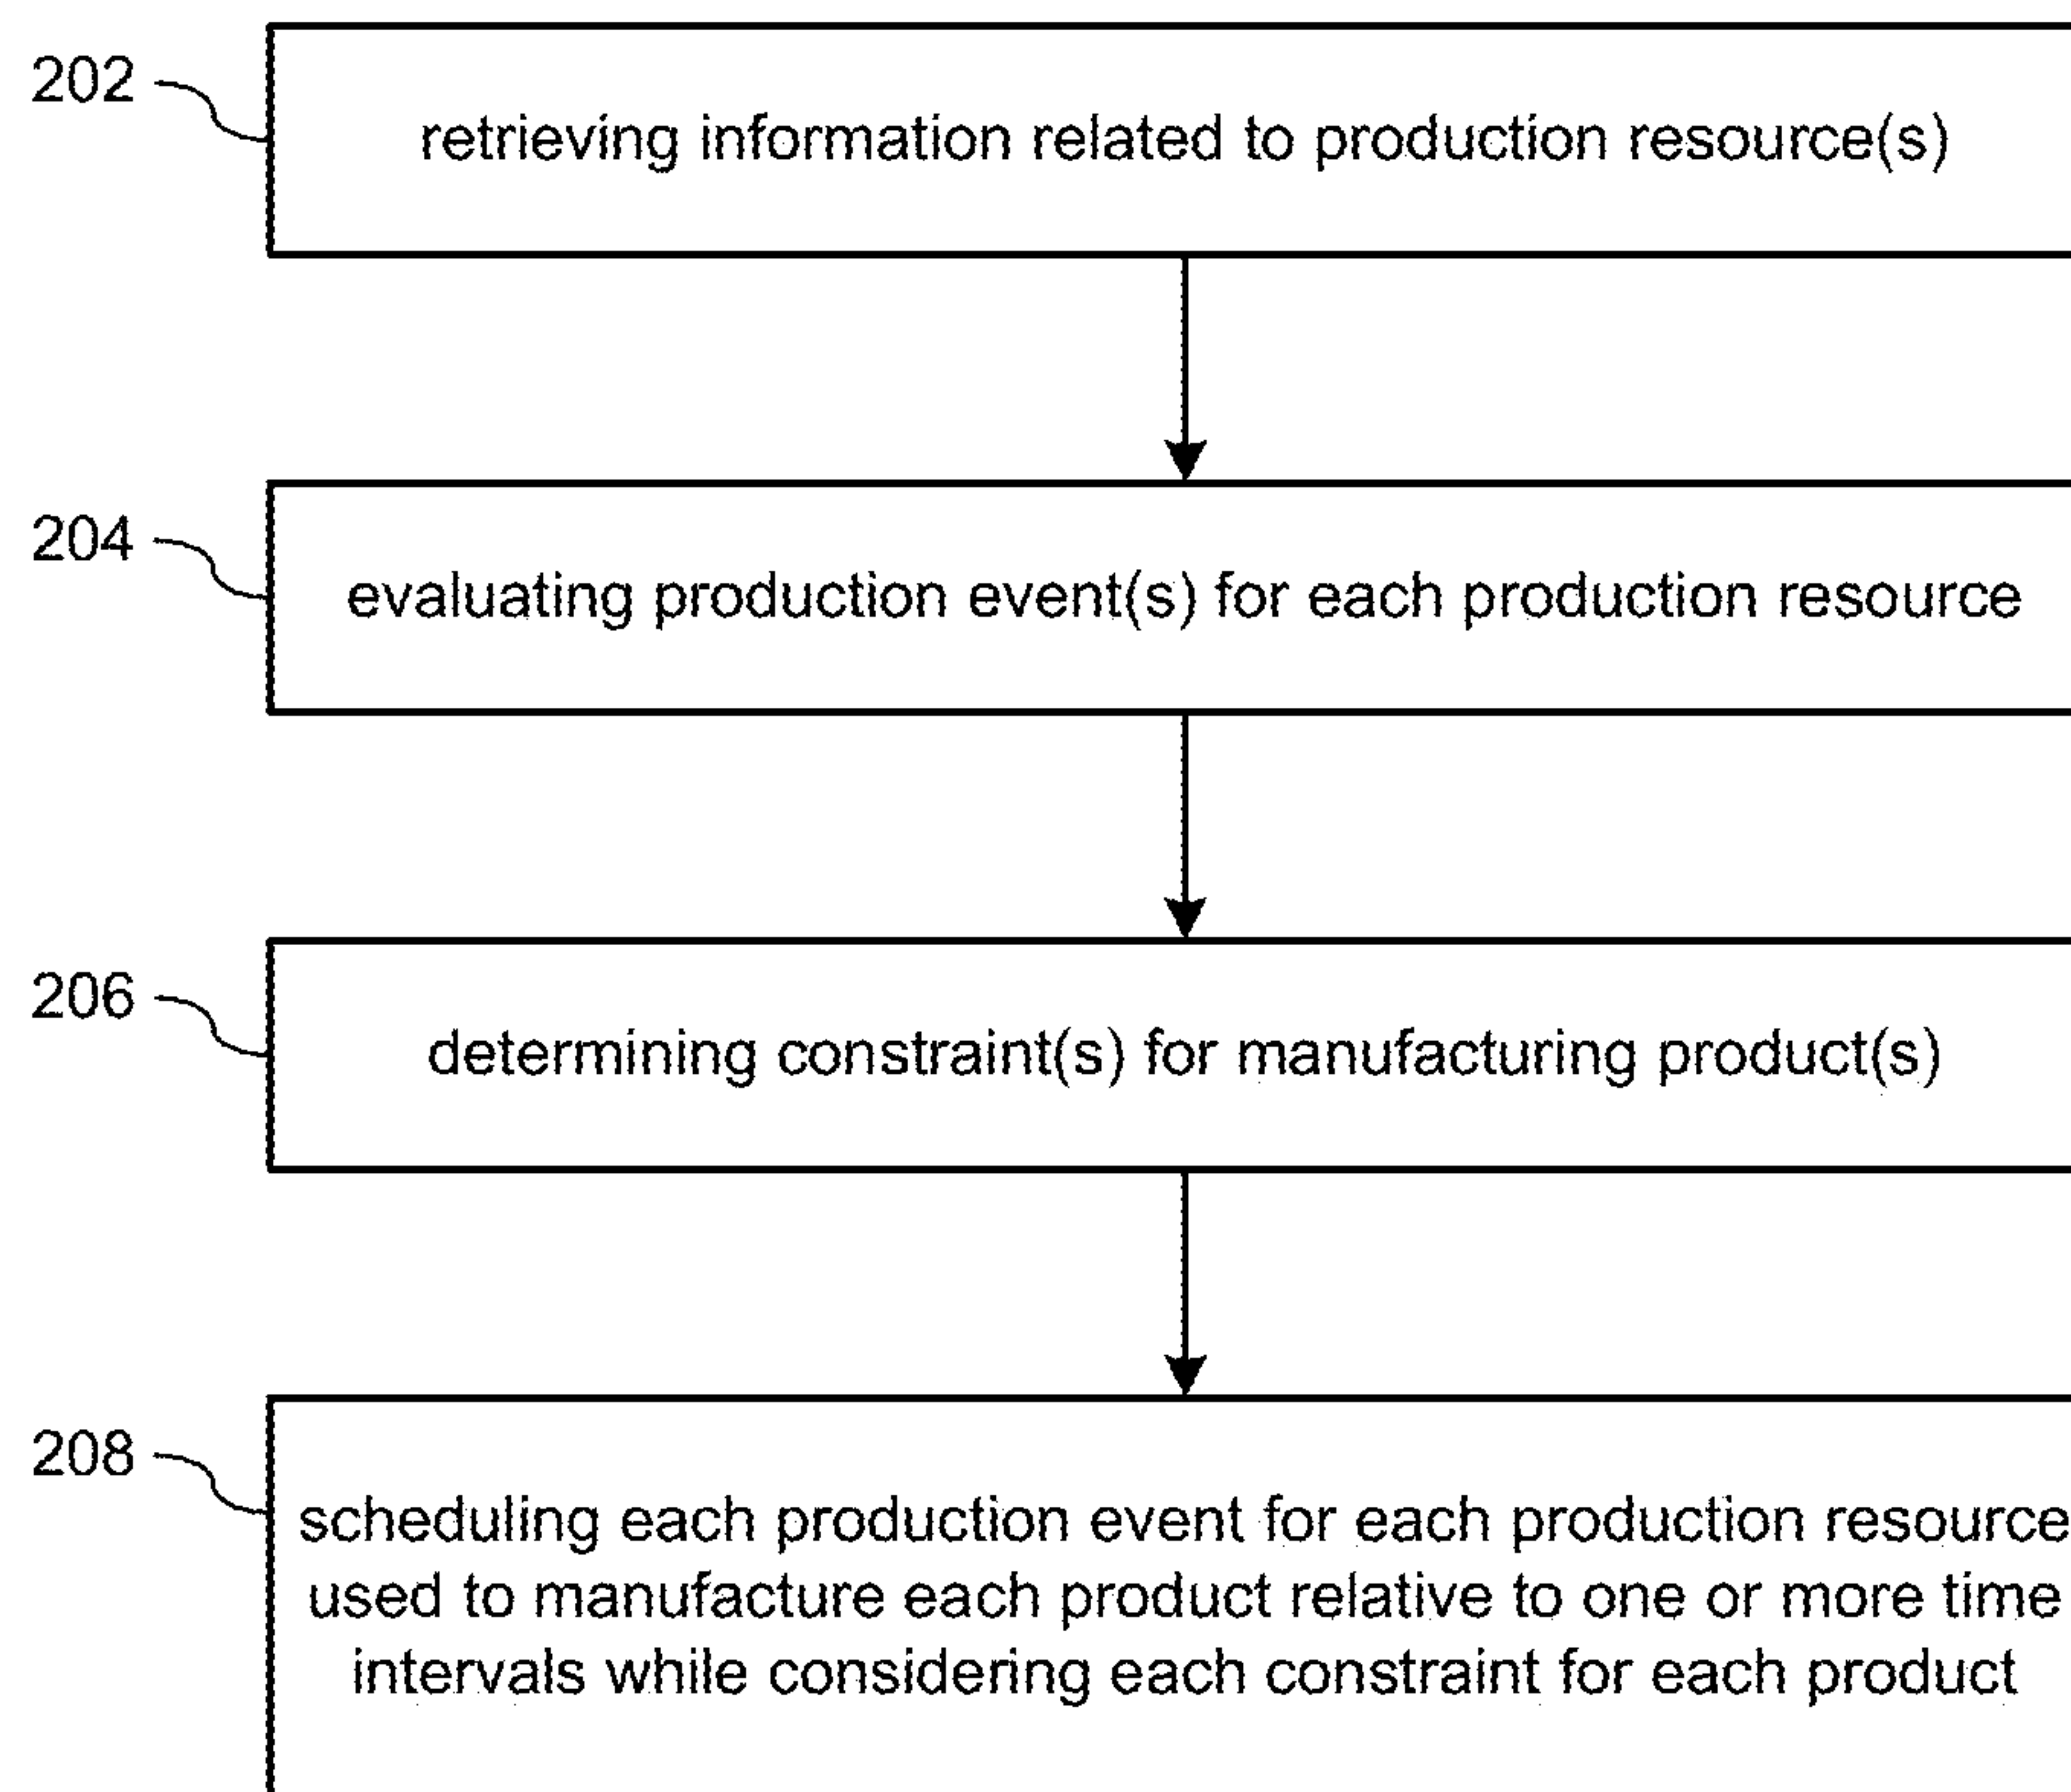 202
retrieving information related to production resource(s)
204
evaluating production event(s) for each production resource
206
determining constraint(s) for manufacturing product(s)
208
scheduling each production event for each production resource
used to manufacture each product relative to one or more time
intervals while considering each constraint for each product